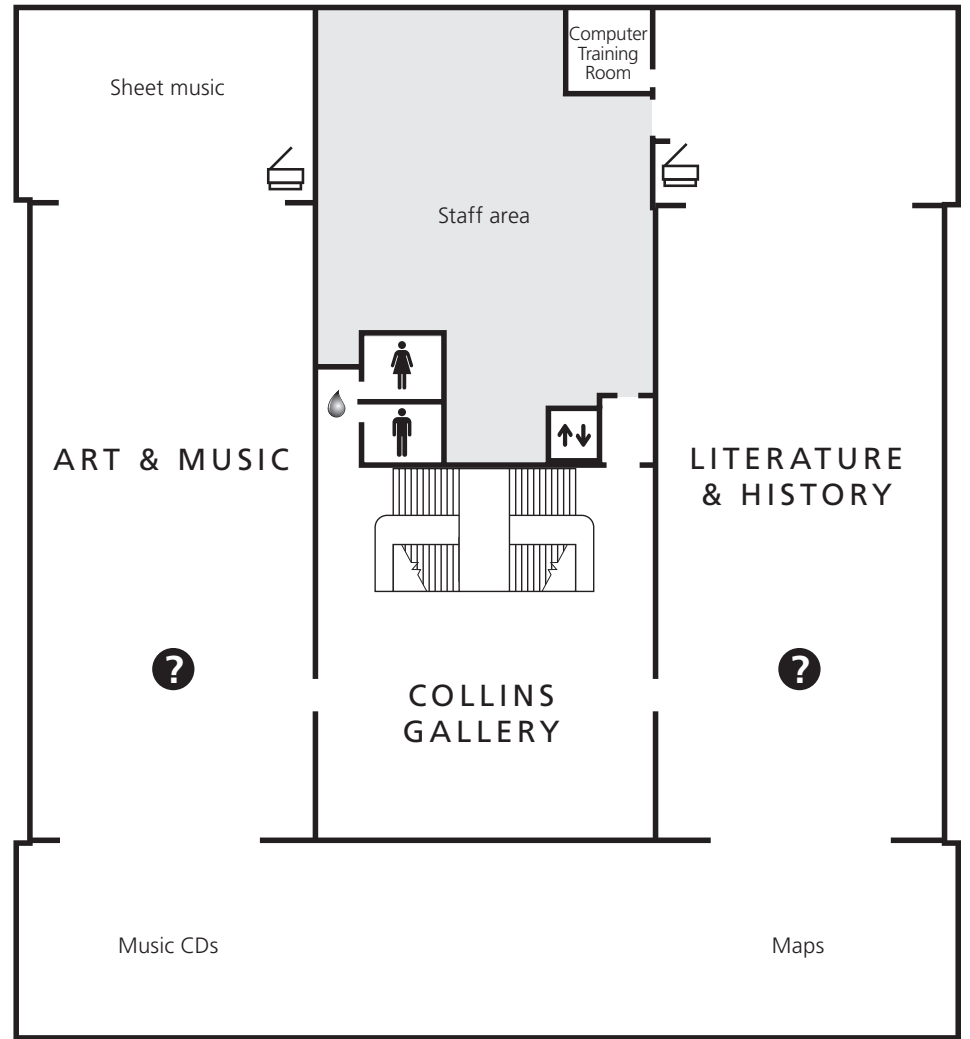 Computer
Training
Room
Sheet music
Staff area
ART & MUSIC
LITERATURE
& HISTORY
?
?
COLLINS
GALLERY
Music CDs
Maps